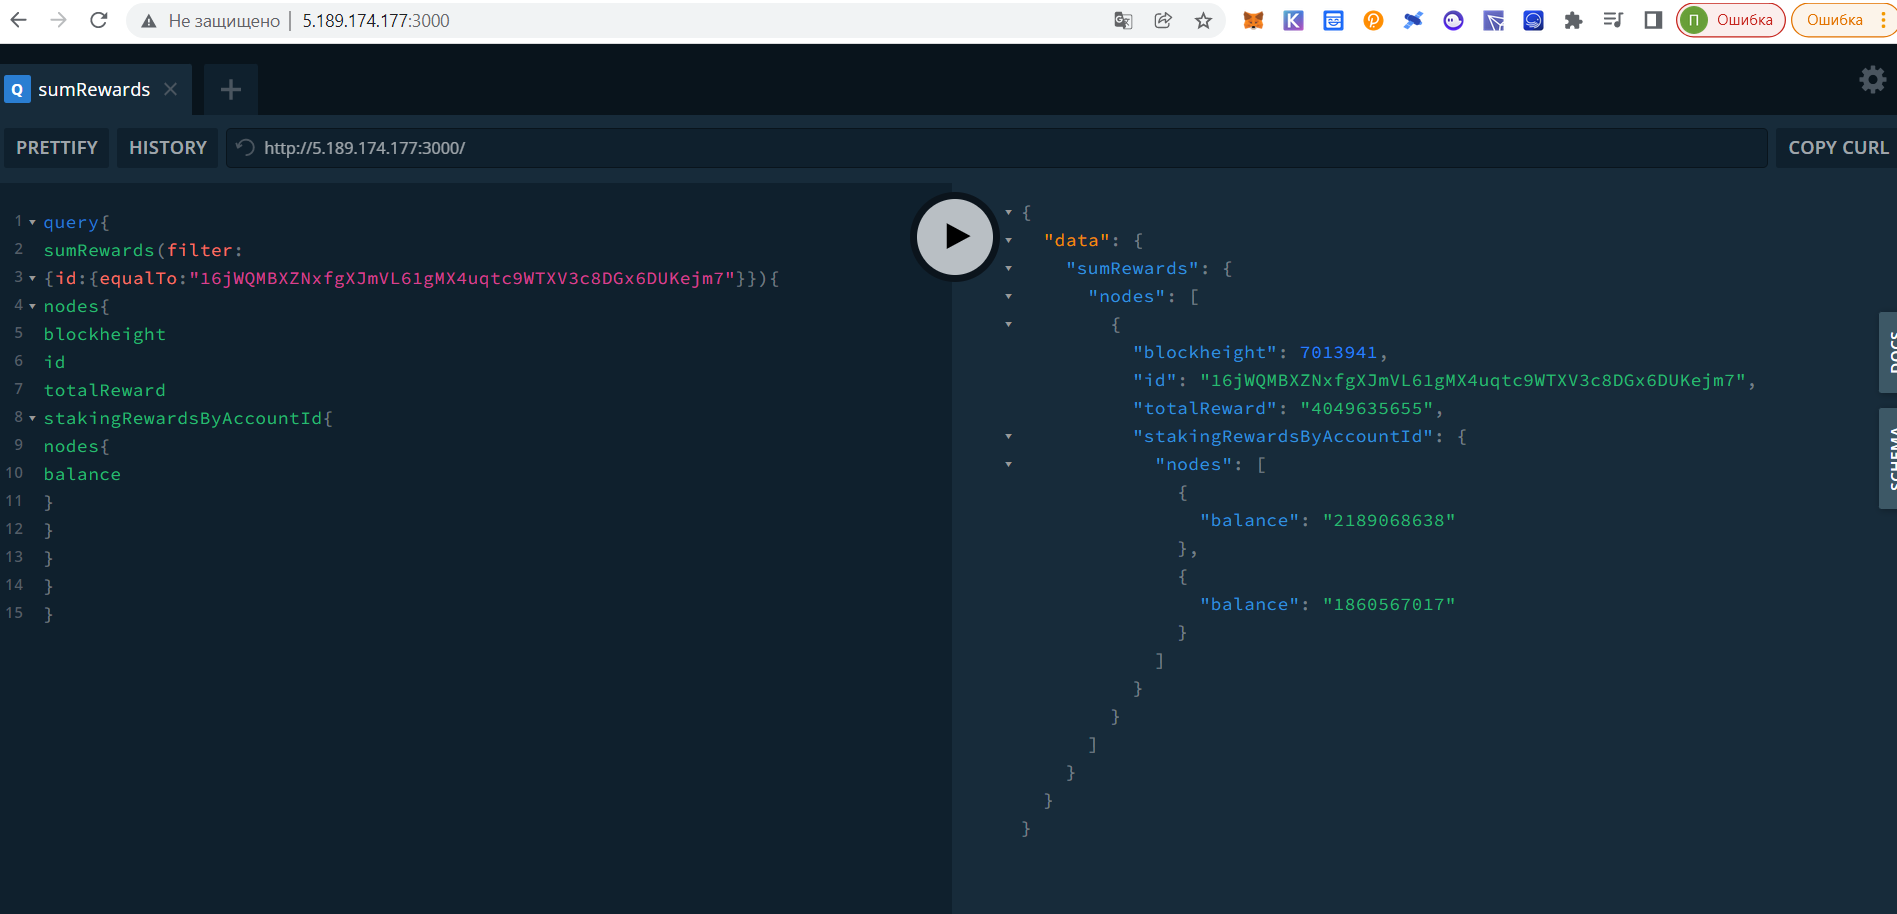 Не защищено | 5.189.174.177:3000
П Ошибка
Ошибка
Q sumRewards
PRETTIFY
HISTORY
http://5.189.174.177:3000/
COPY CURL
1 query{
2 sumRewards(filter:
3 {id:{equalTo:"16jWQMBXZNxfgXJmVL61gMX4uqtc9WTXV3c8DGx6DUKejm7"}}){
4 nodes{
5 blockheight
6 id
7 totalReward
8 stakingRewardsByAccountId{
9 nodes{
10 balance
11 }
12 }
13 }
14 }
15 }
{
"data": {
"sumRewards": {
"nodes": [
{
"blockheight": 7013941,
"id": "16jWQMBXZNxfgXJmVL61gMX4uqtc9WTXV3c8DGx6DUKejm7",
"totalReward": "4049635655",
"stakingRewardsByAccountId": {
"nodes": [
{
"balance": "2189068638"
},
{
"balance": "1860567017"
}
]
}
}
]
}
}
}
DOCS
SCHEMA